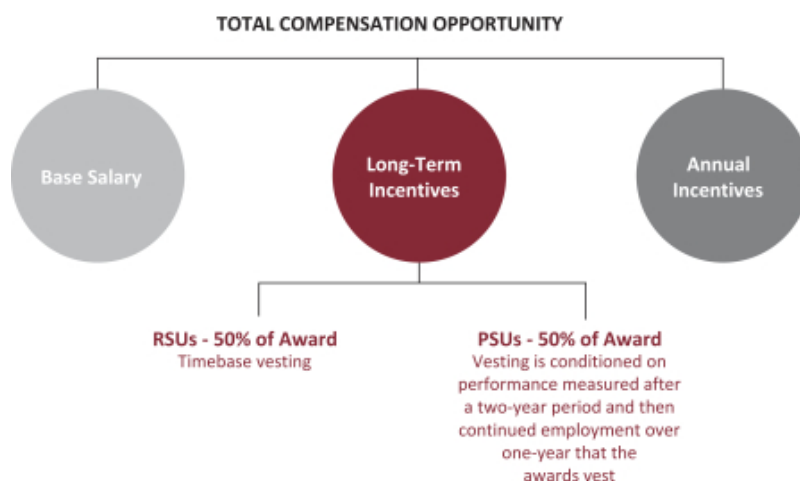 TOTAL COMPENSATION OPPORTUNITY
Base Salary
Long-Term
Incentives
Annual
Incentives
RSUs - 50% of Award
Timebase vesting
PSUs - 50% of Award
Vesting is conditioned on
performance measured after
a two-year period and then
continued employment over
one-year that the
awards vest